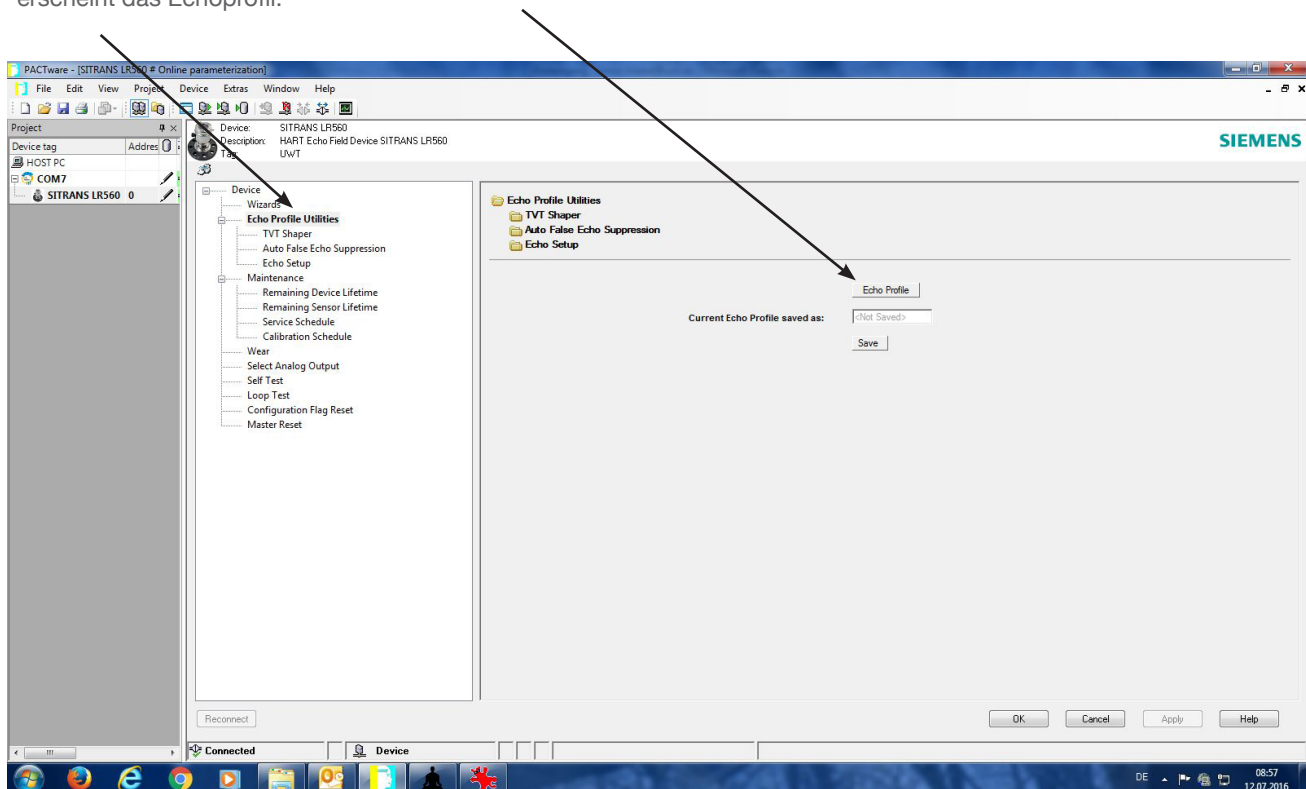 erscheint das Echoprofil.
PACTware - [SITRANS LR560 # Online parameterization]
File Edit View Project Device Extras Window Help
Project
Device tag Addres
HOST PC
COM7
SITRANS LR560 0
Device: SITRANS LR560
Description: HART Echo Field Device SITRANS LR560
Tag: UWT
SIEMENS
Device
Wizards
Echo Profile Utilities
TVT Shaper
Auto False Echo Suppression
Echo Setup
Maintenance
Remaining Device Lifetime
Remaining Sensor Lifetime
Service Schedule
Calibration Schedule
Wear
Select Analog Output
Self Test
Loop Test
Configuration Flag Reset
Master Reset
Echo Profile Utilities
TVT Shaper
Auto False Echo Suppression
Echo Setup
Echo Profile
Current Echo Profile saved as: <Not Saved>
Save
Reconnect
OK Cancel Apply Help
Connected Device
DE 08:57
12.07.2016